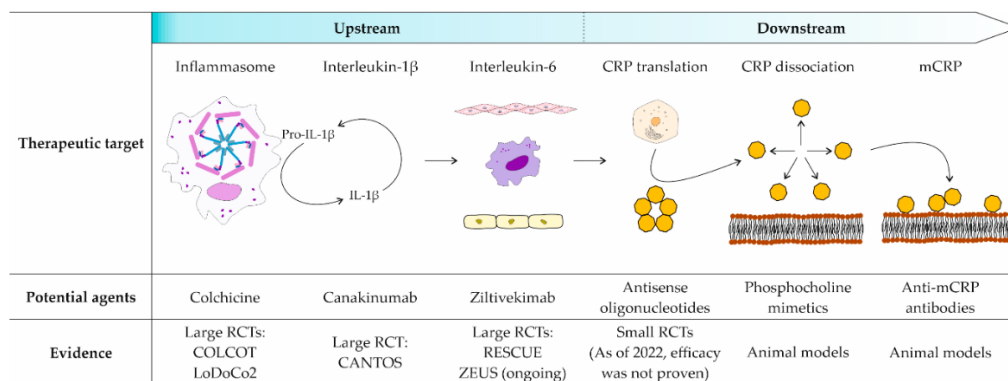 Upstream
Downstream
Therapeutic target
Inflammasome
Interleukin-1β
Interleukin-6
CRP translation
CRP dissociation
mCRP
Pro-IL-1β
IL-1β
Potential agents
Colchicine
Canakinumab
Ziltivekimab
Antisense
oligonucleotides
Phosphocholine
mimetics
Anti-mCRP
antibodies
Evidence
Large RCTs:
COLCOT
LoDoCo2
Large RCT:
CANTOS
Large RCTs:
RESCUE
ZEUS (ongoing)
Small RCTs
(As of 2022, efficacy
was not proven)
Animal models
Animal models